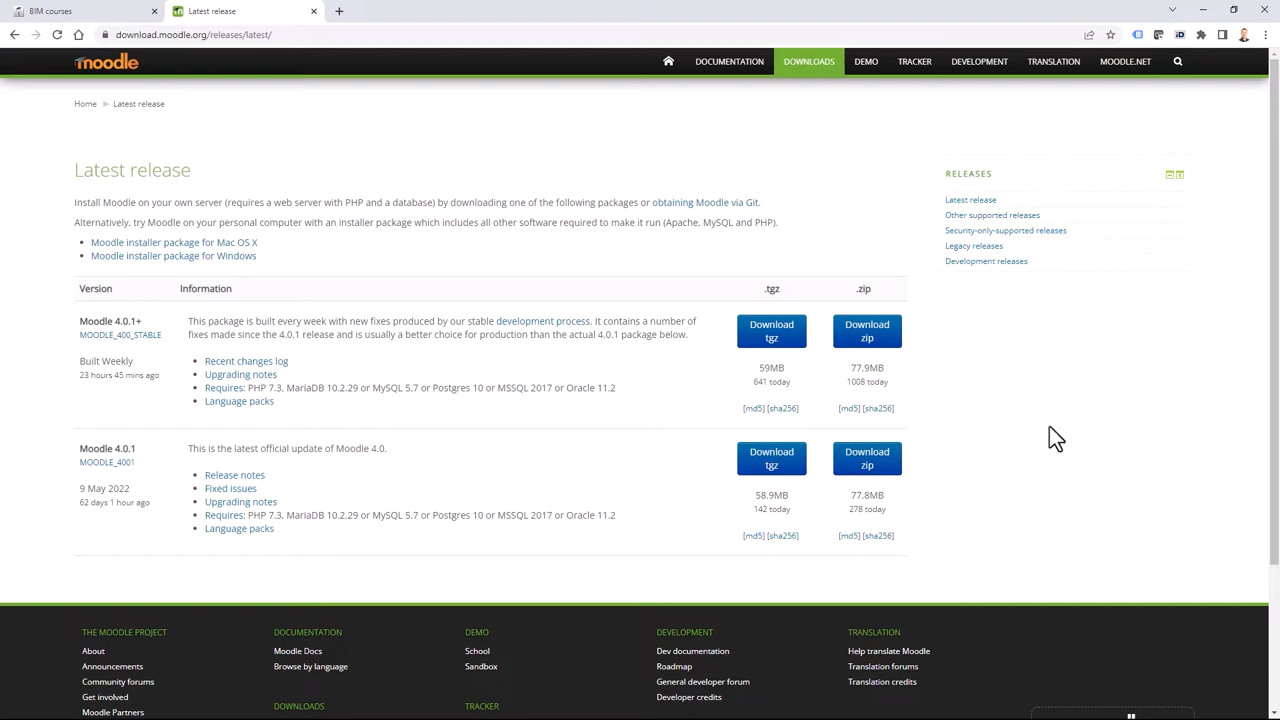 BIM courses
Latest release
download.moodle.org/releases/latest/
moodle
DOCUMENTATION
DOWNLOADS
DEMO
TRACKER
DEVELOPMENT
TRANSLATION
MOODLE.NET
Home
Latest release
Latest release
Install Moodle on your own server (requires a web server with PHP and a database) by downloading one of the following packages or obtaining Moodle via Git.
Alternatively, try Moodle on your personal computer with an installer package which includes all other software required to make it run (Apache, MySQL and PHP).
Moodle installer package for Mac OS X
Moodle installer package for Windows
Version
Information
.tgz
.zip
Moodle 4.0.1+
MOODLE_400_STABLE
Built Weekly
23 hours 45 mins ago
This package is built every week with new fixes produced by our stable development process. It contains a number of
fixes made since the 4.0.1 release and is usually a better choice for production than the actual 4.0.1 package below.
Recent changes log
Upgrading notes
Requires: PHP 7.3, MariaDB 10.2.29 or MySQL 5.7 or Postgres 10 or MSSQL 2017 or Oracle 11.2
Language packs
Download
tgz
59MB
641 today
[md5] [sha256]
Download
zip
77.9MB
1008 today
[md5] [sha256]
Moodle 4.0.1
MOODLE_4001
9 May 2022
62 days 1 hour ago
This is the latest official update of Moodle 4.0.
Release notes
Fixed issues
Upgrading notes
Requires: PHP 7.3, MariaDB 10.2.29 or MySQL 5.7 or Postgres 10 or MSSQL 2017 or Oracle 11.2
Language packs
Download
tgz
58.9MB
142 today
[md5] [sha256]
Download
zip
77.8MB
278 today
[md5] [sha256]
RELEASES
Latest release
Other supported releases
Security-only-supported releases
Legacy releases
Development releases
THE MOODLE PROJECT
About
Announcements
Community forums
Get involved
Moodle Partners
DOCUMENTATION
Moodle Docs
Browse by language
DOWNLOADS
DEMO
School
Sandbox
TRACKER
DEVELOPMENT
Dev documentation
Roadmap
General developer forum
Developer credits
TRANSLATION
Help translate Moodle
Translation forums
Translation credits